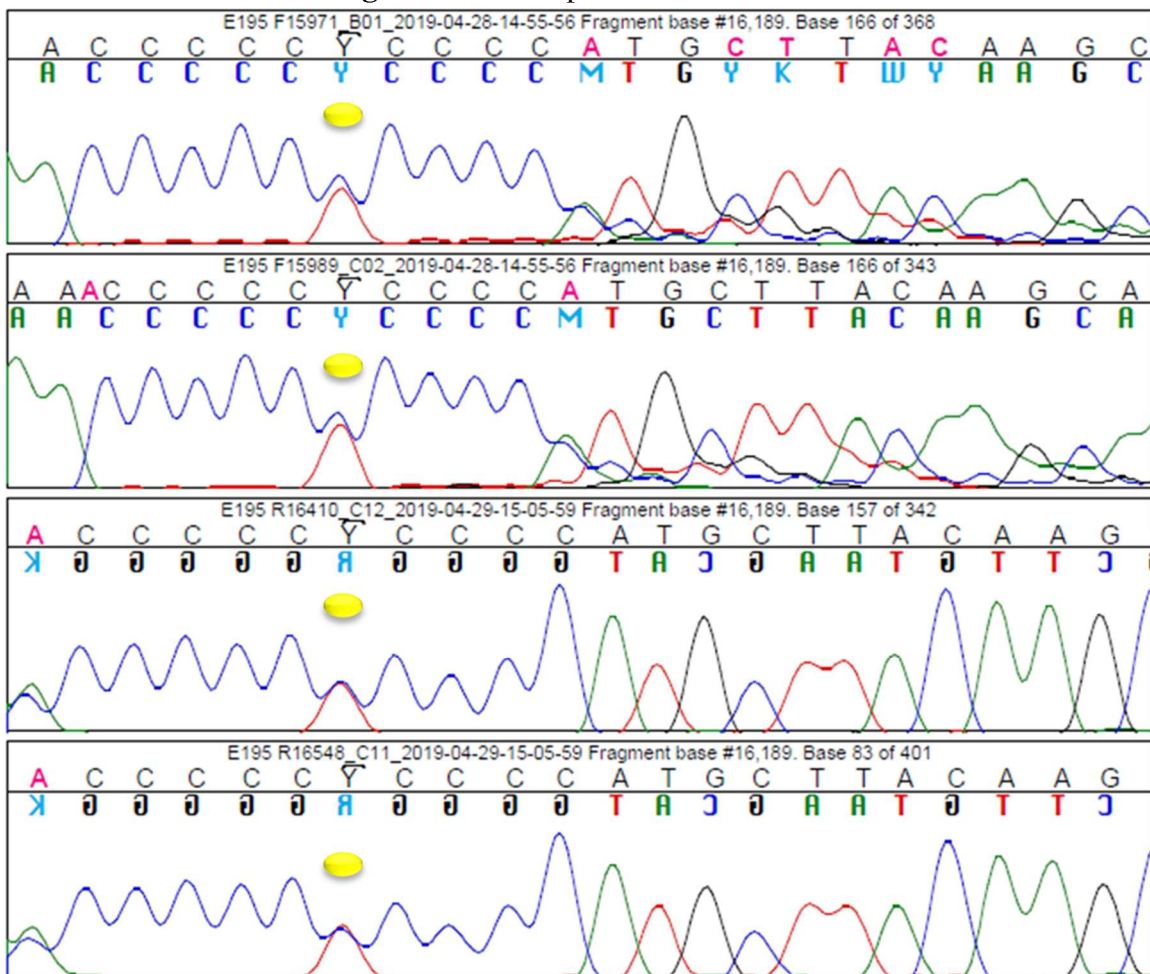 E195 F15971_B01_2019-04-28-14-55-56 Fragment base #16,189. Base 166 of 368
A C C C C C Y C C C C A T G C T T A C A A G C
A C C C C C Y C C C C M T G Y K T W Y A A G C
E195 F15989_C02_2019-04-28-14-55-56 Fragment base #16,189. Base 166 of 343
A A A C C C C C Y C C C C A T G C T T A C A A G C A
A A C C C C C Y C C C C M T G C T T A C A A G C A
E195 R16410_C12_2019-04-29-15-05-59 Fragment base #16,189. Base 157 of 342
A C C C C C Y C C C C A T G C T T A C A A G
K G G G G G R G G G G T A C G A A T G T T C
E195 R16548_C11_2019-04-29-15-05-59 Fragment base #16,189. Base 83 of 401
A C C C C C Y C C C C A T G C T T A C A A G
K G G G G G R G G G G T A C G A A T G T T C